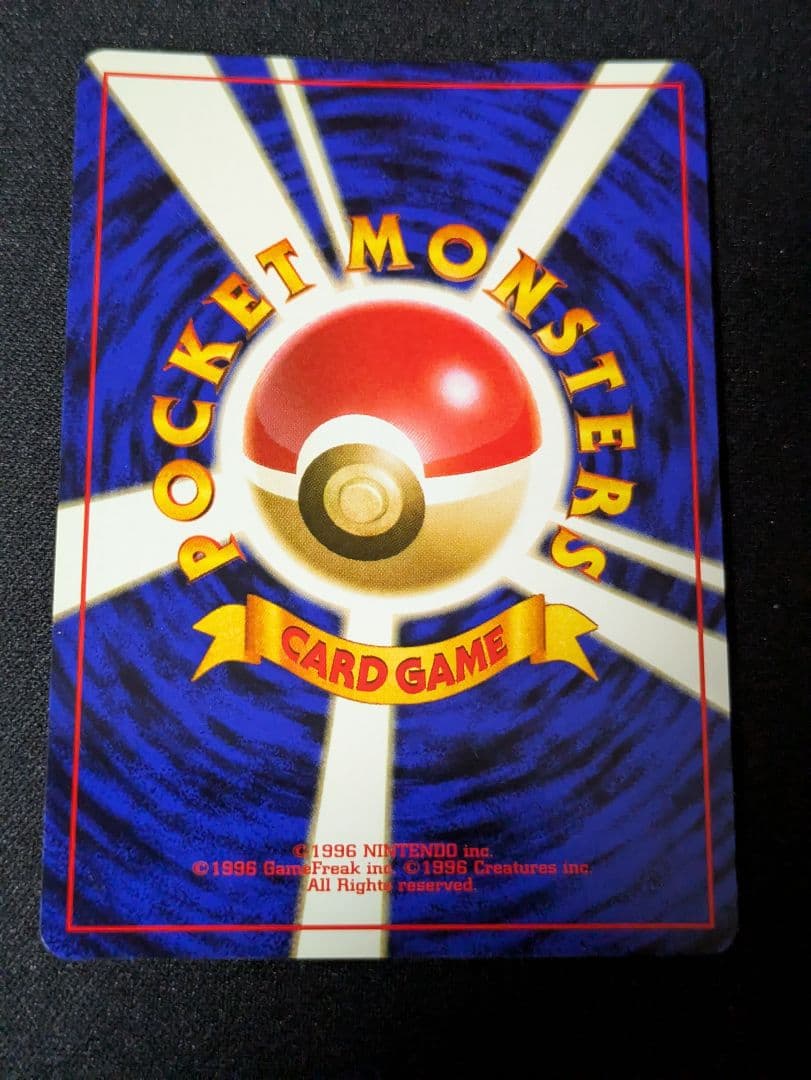 POCKET MONSTERS
CARD GAME
©1996 NINTENDO inc.
©1996 GameFreak inc. ©1996 Creatures inc.
All Rights reserved.